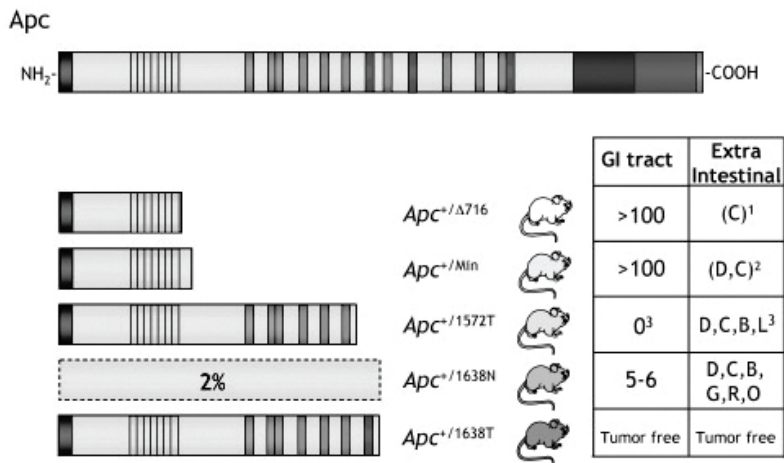 Apc
NH₂-
-COOH
GI tract
Extra
Intestinal
Apc⁺/Δ⁷¹⁶
>100
(C)¹
Apc⁺/ᴹⁱⁿ
>100
(D,C)²
Apc⁺/¹⁵⁷²ᵀ
0³
D,C,B,L³
2%
Apc⁺/¹⁶³⁸ᴺ
5-6
D,C,B,
G,R,O
Apc⁺/¹⁶³⁸ᵀ
Tumor free
Tumor free